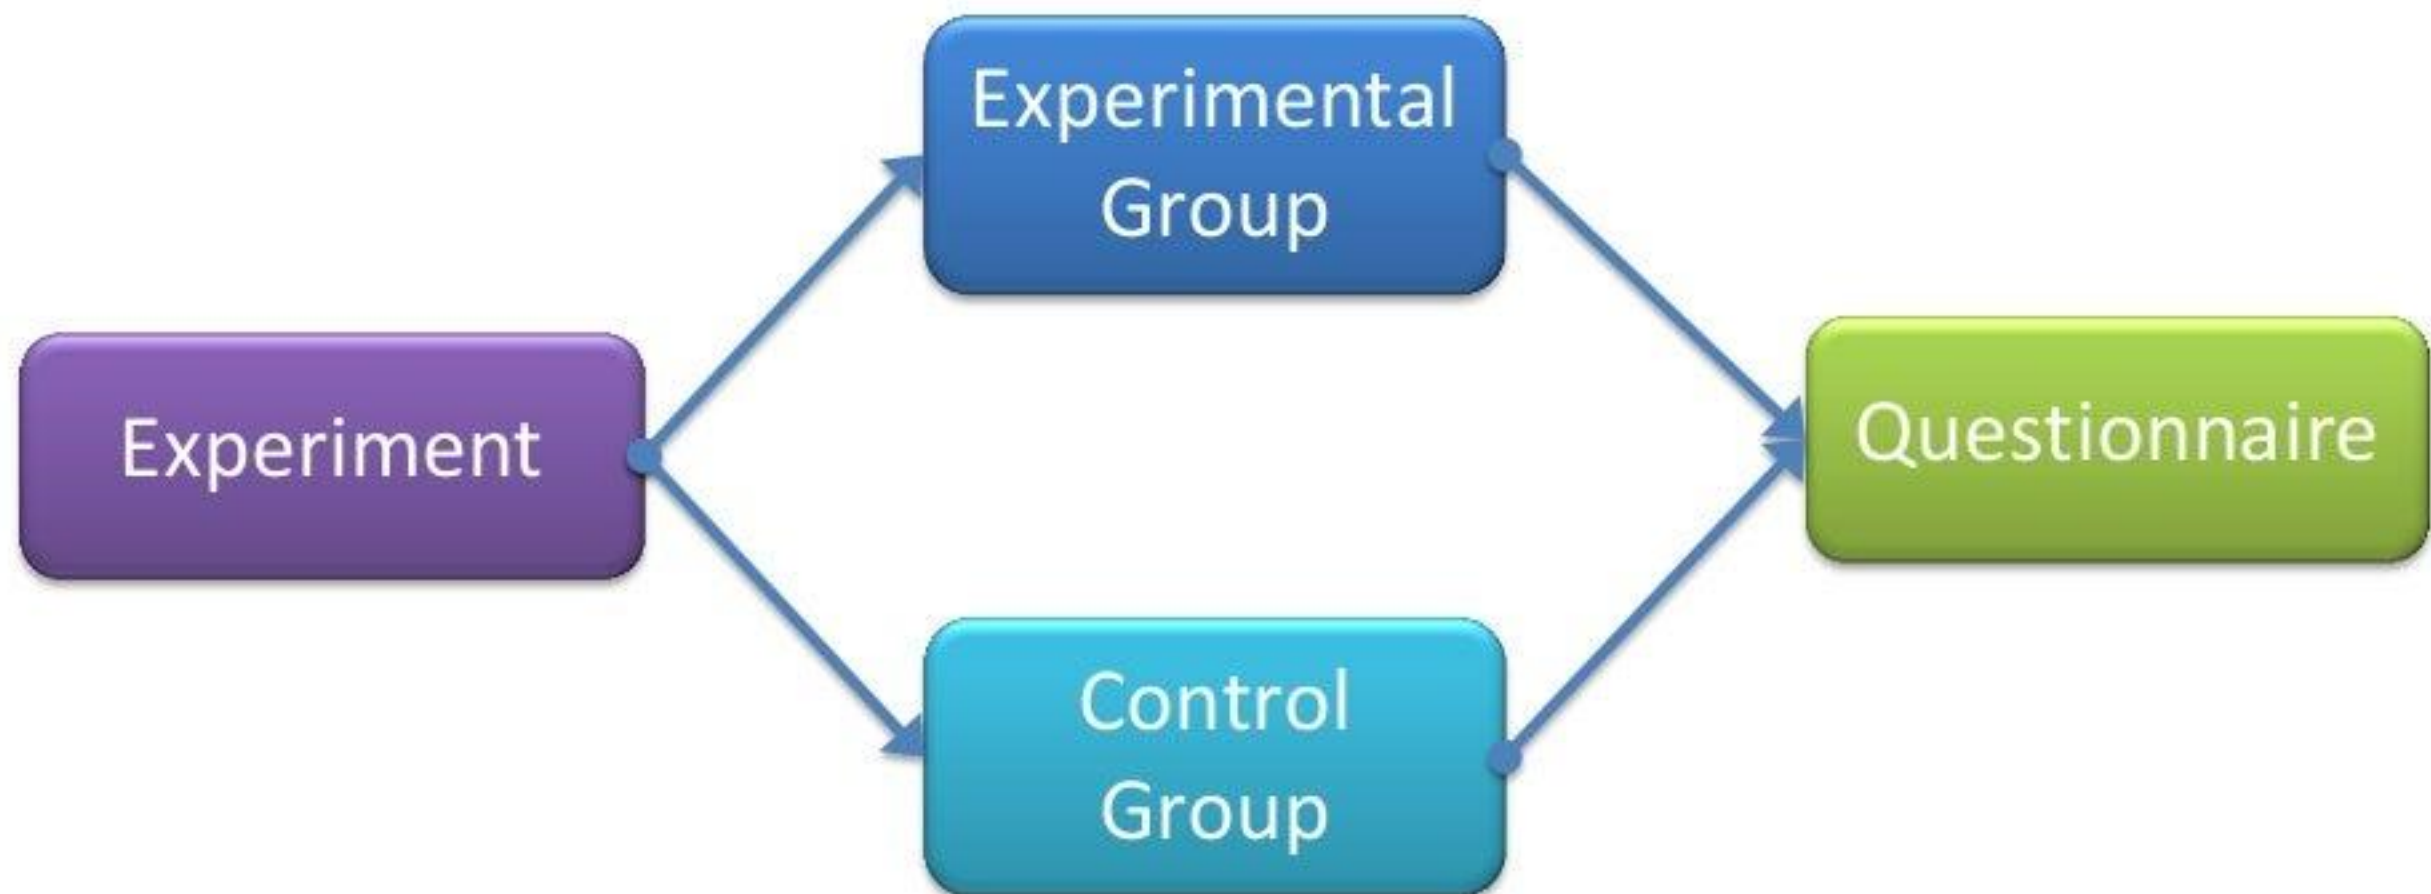 Experiment
Experimental
Group
Control
Group
Questionnaire